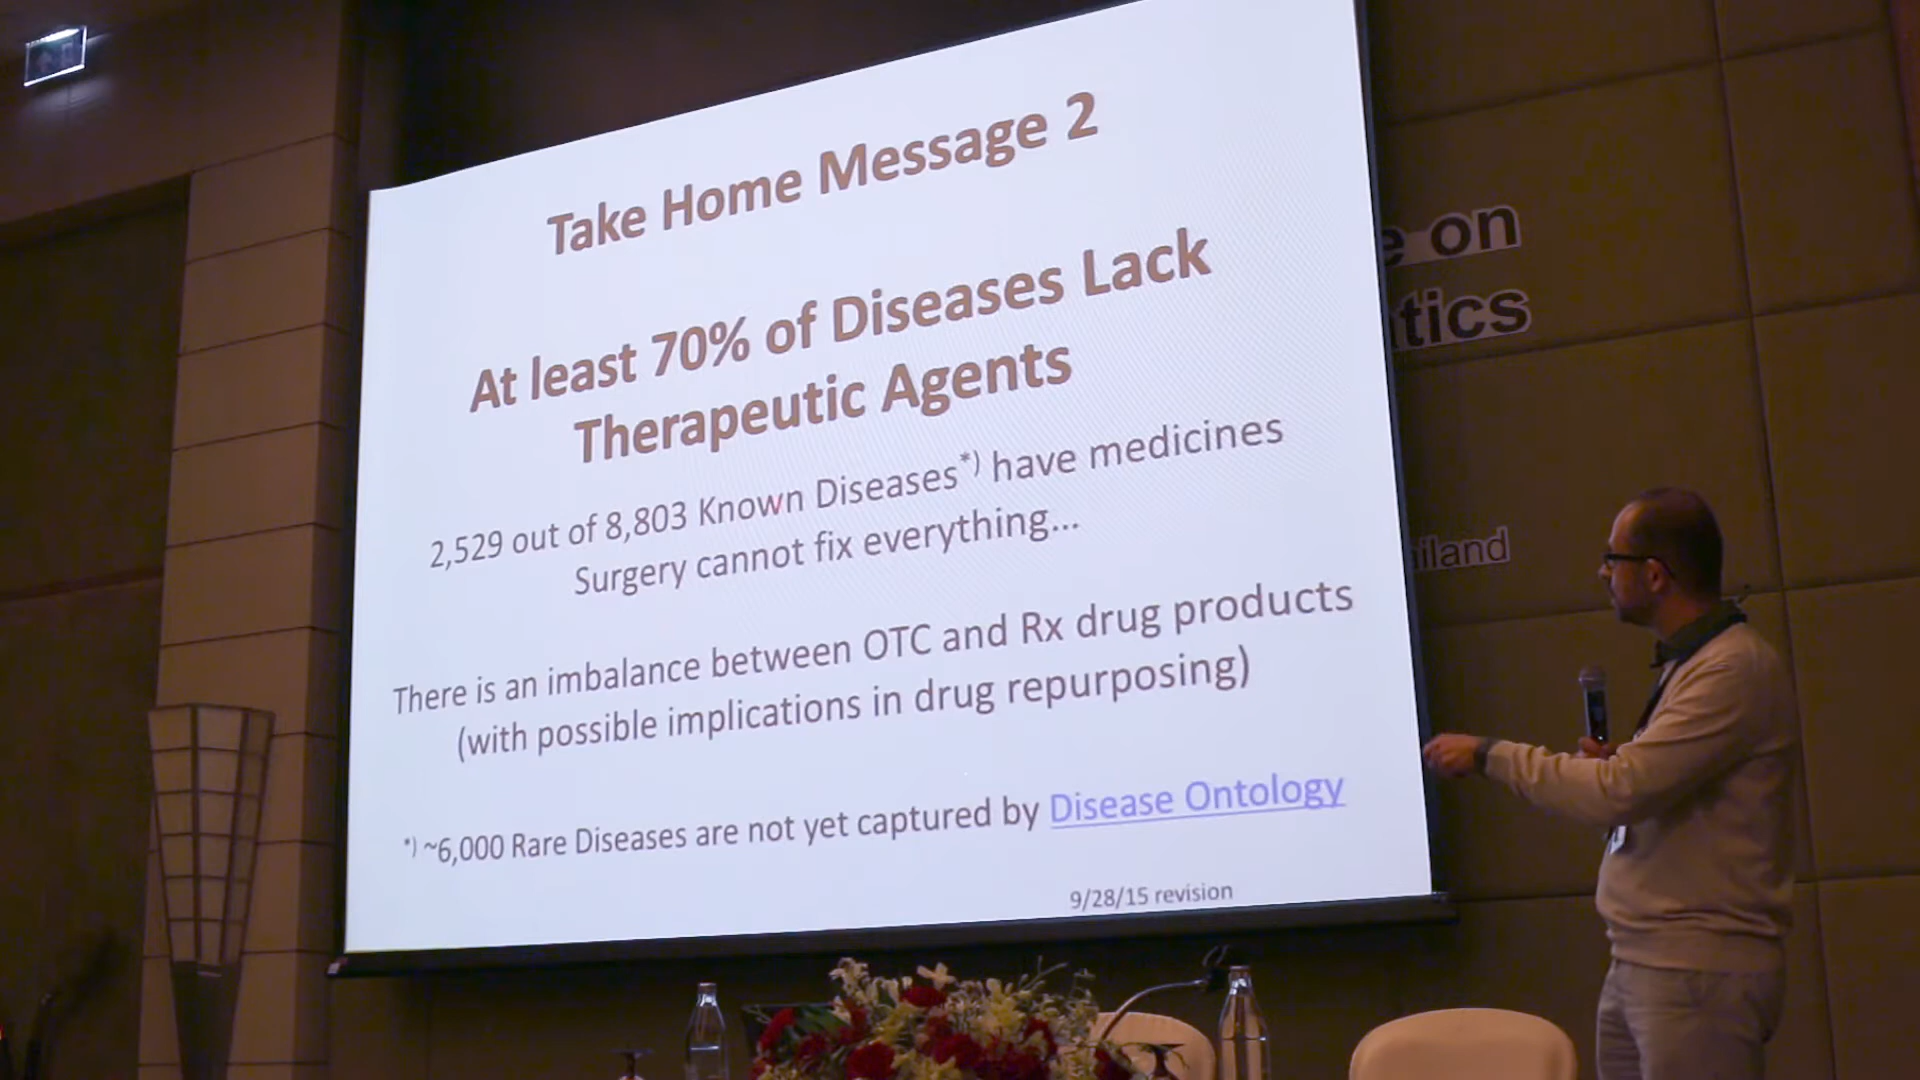 Take Home Message 2
At least 70% of Diseases Lack
Therapeutic Agents
2,529 out of 8,803 Known Diseases*) have medicines
Surgery cannot fix everything...
There is an imbalance between OTC and Rx drug products
(with possible implications in drug repurposing)
*) ~6,000 Rare Diseases are not yet captured by Disease Ontology
9/28/15 revision
on